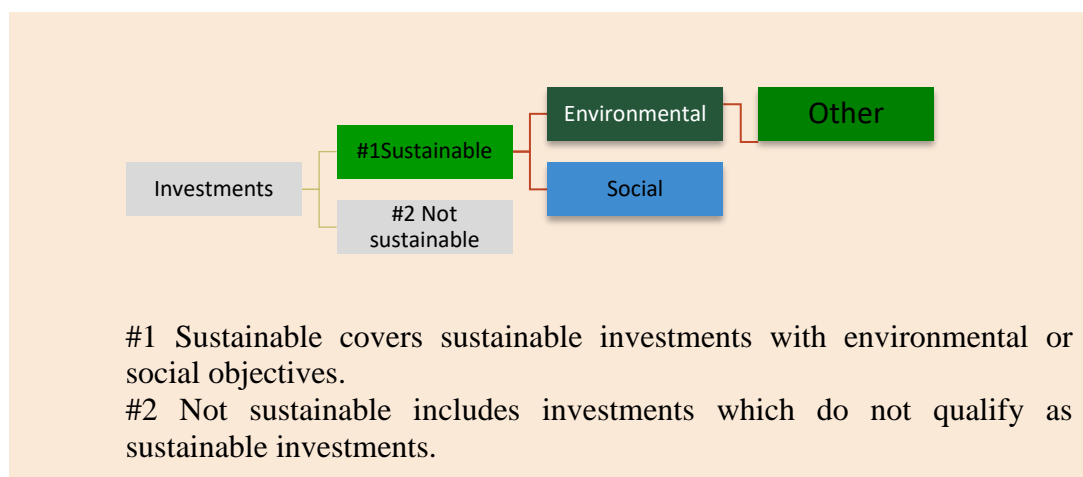 Environmental
Other
#1Sustainable
Investments
Social
#2 Not
sustainable
#1 Sustainable covers sustainable investments with environmental or
social objectives.
#2 Not sustainable includes investments which do not qualify as
sustainable investments.